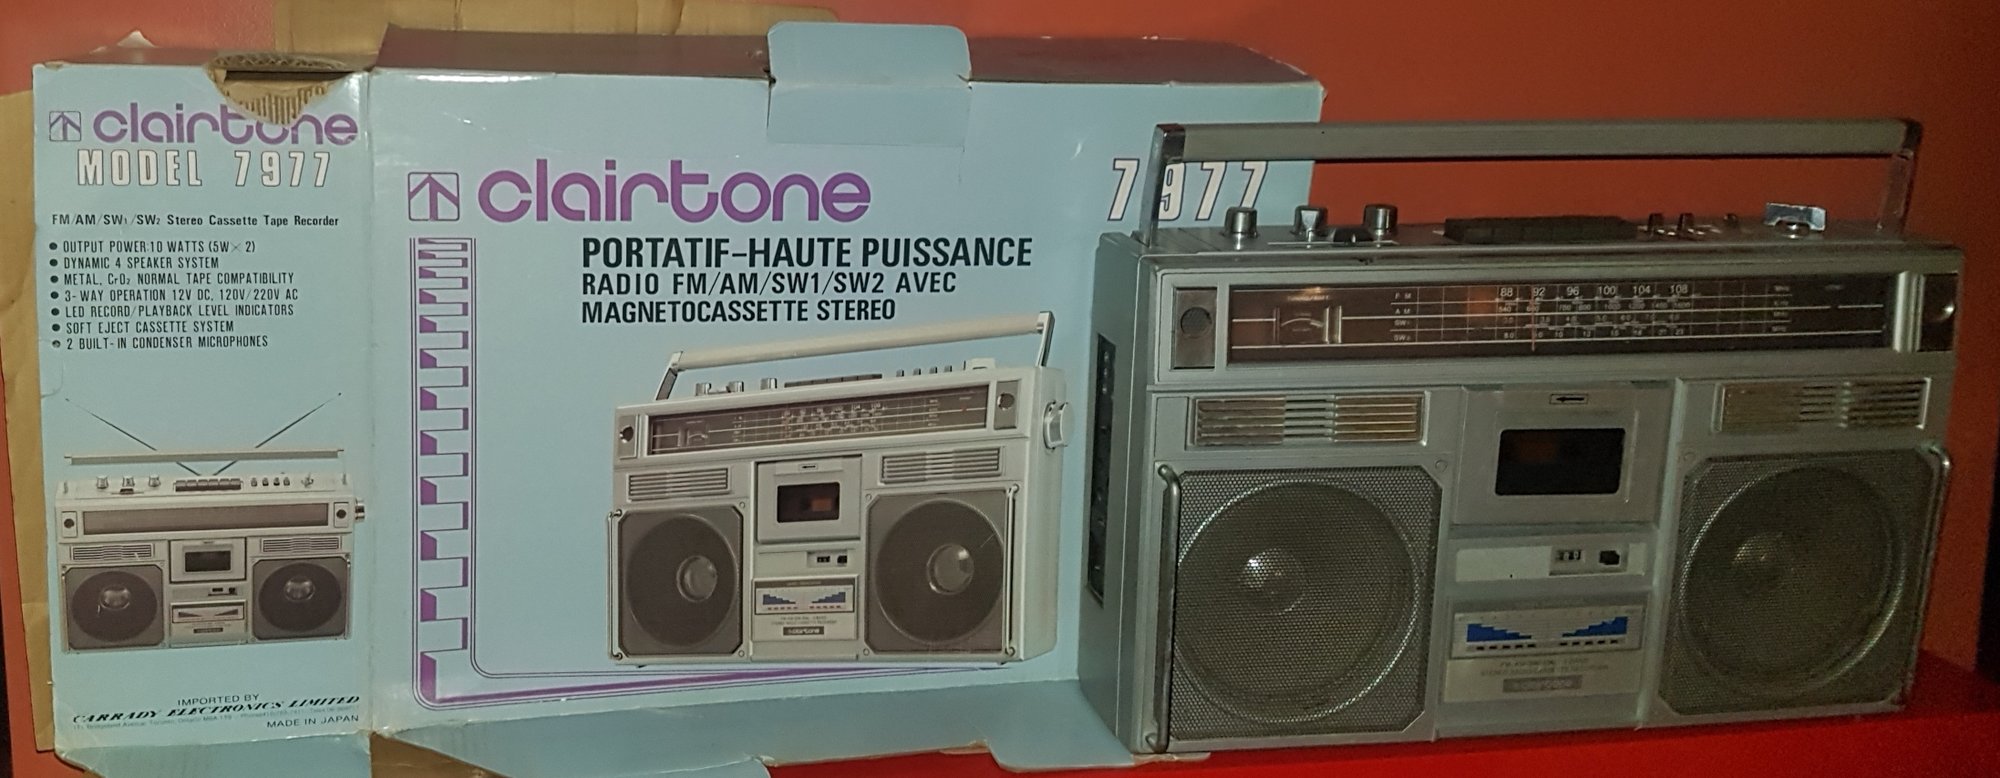 clairtone
MODEL 7977
FM/AM/SW1/SW2 Stereo Cassette Tape Recorder
● OUTPUT POWER:10 WATTS (5W×2)
● DYNAMIC 4 SPEAKER SYSTEM
● METAL, CrO2 NORMAL TAPE COMPATIBILITY
● 3-WAY OPERATION 12V DC, 120V/220V AC
● LED RECORD/PLAYBACK LEVEL INDICATORS
● SOFT EJECT CASSETTE SYSTEM
● 2 BUILT-IN CONDENSER MICROPHONES
IMPORTED BY
CARRADY ELECTRONICS LIMITED
MADE IN JAPAN
clairtone
7977
PORTATIF-HAUTE PUISSANCE
RADIO FM/AM/SW1/SW2 AVEC
MAGNETOCASSETTE STEREO
clairtone
FM 88 92 96 100 104 108 MHz
AM
SW1
SW2